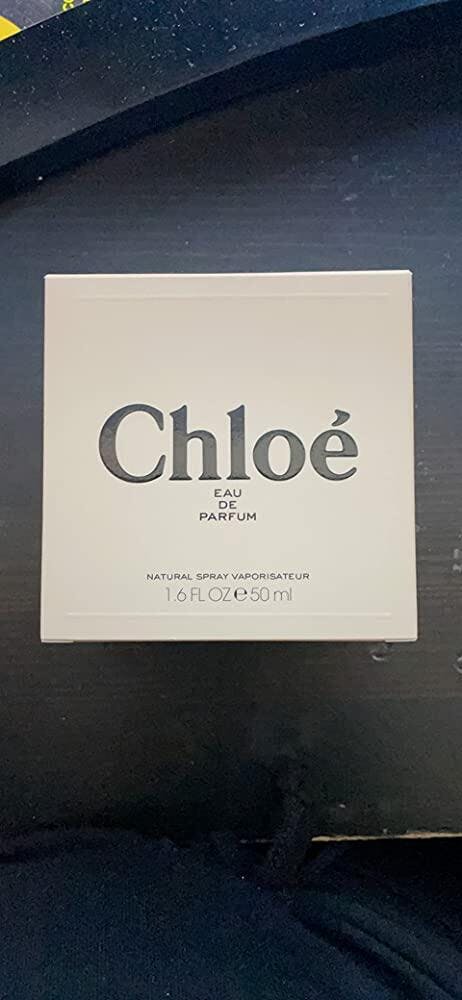 Chloé
EAU
DE
PARFUM
NATURAL SPRAY VAPORISATEUR
1.6 FL OZ ℮ 50 ml